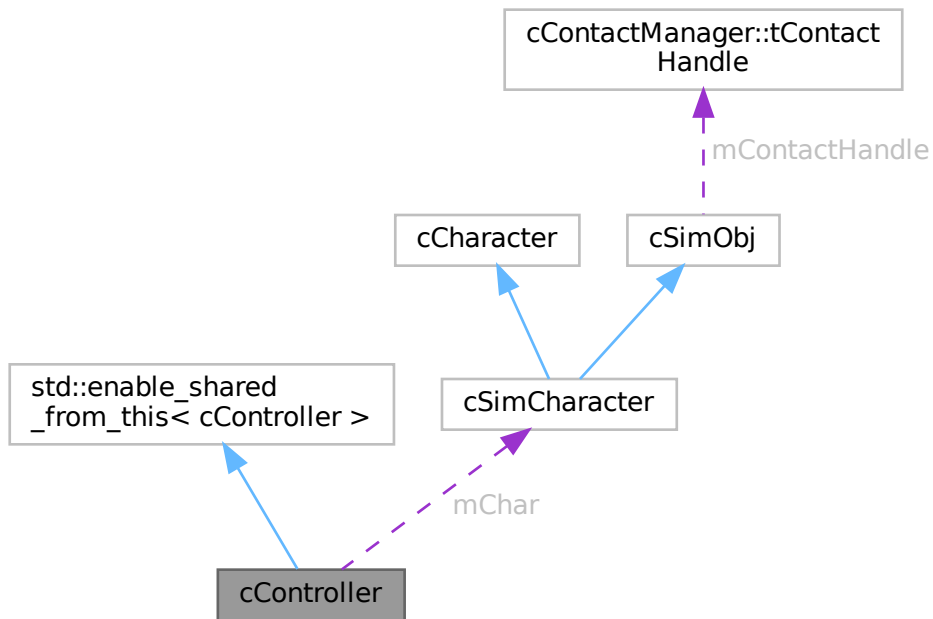 cContactManager::tContact
Handle
mContactHandle
cCharacter
cSimObj
std::enable_shared
_from_this< cController >
cSimCharacter
mChar
cController